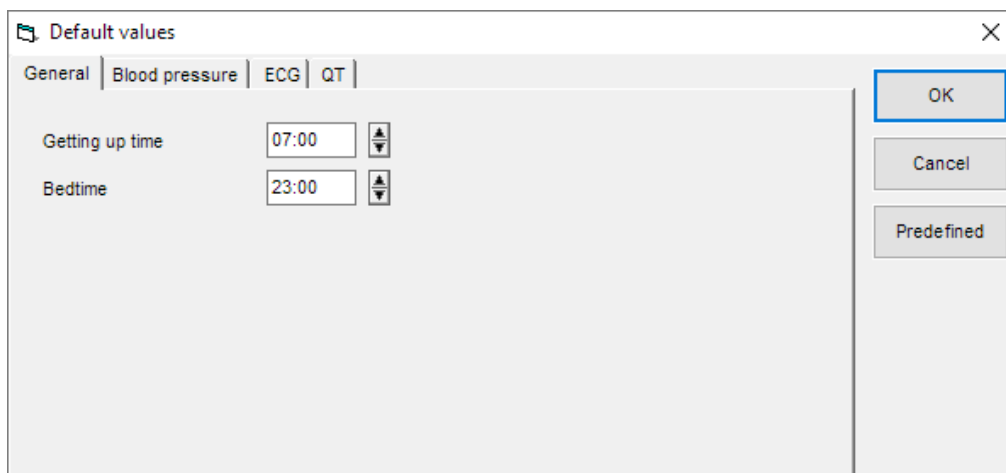 Default values
General Blood pressure ECG QT
OK
Getting up time 07:00
Cancel
Bedtime 23:00
Predefined